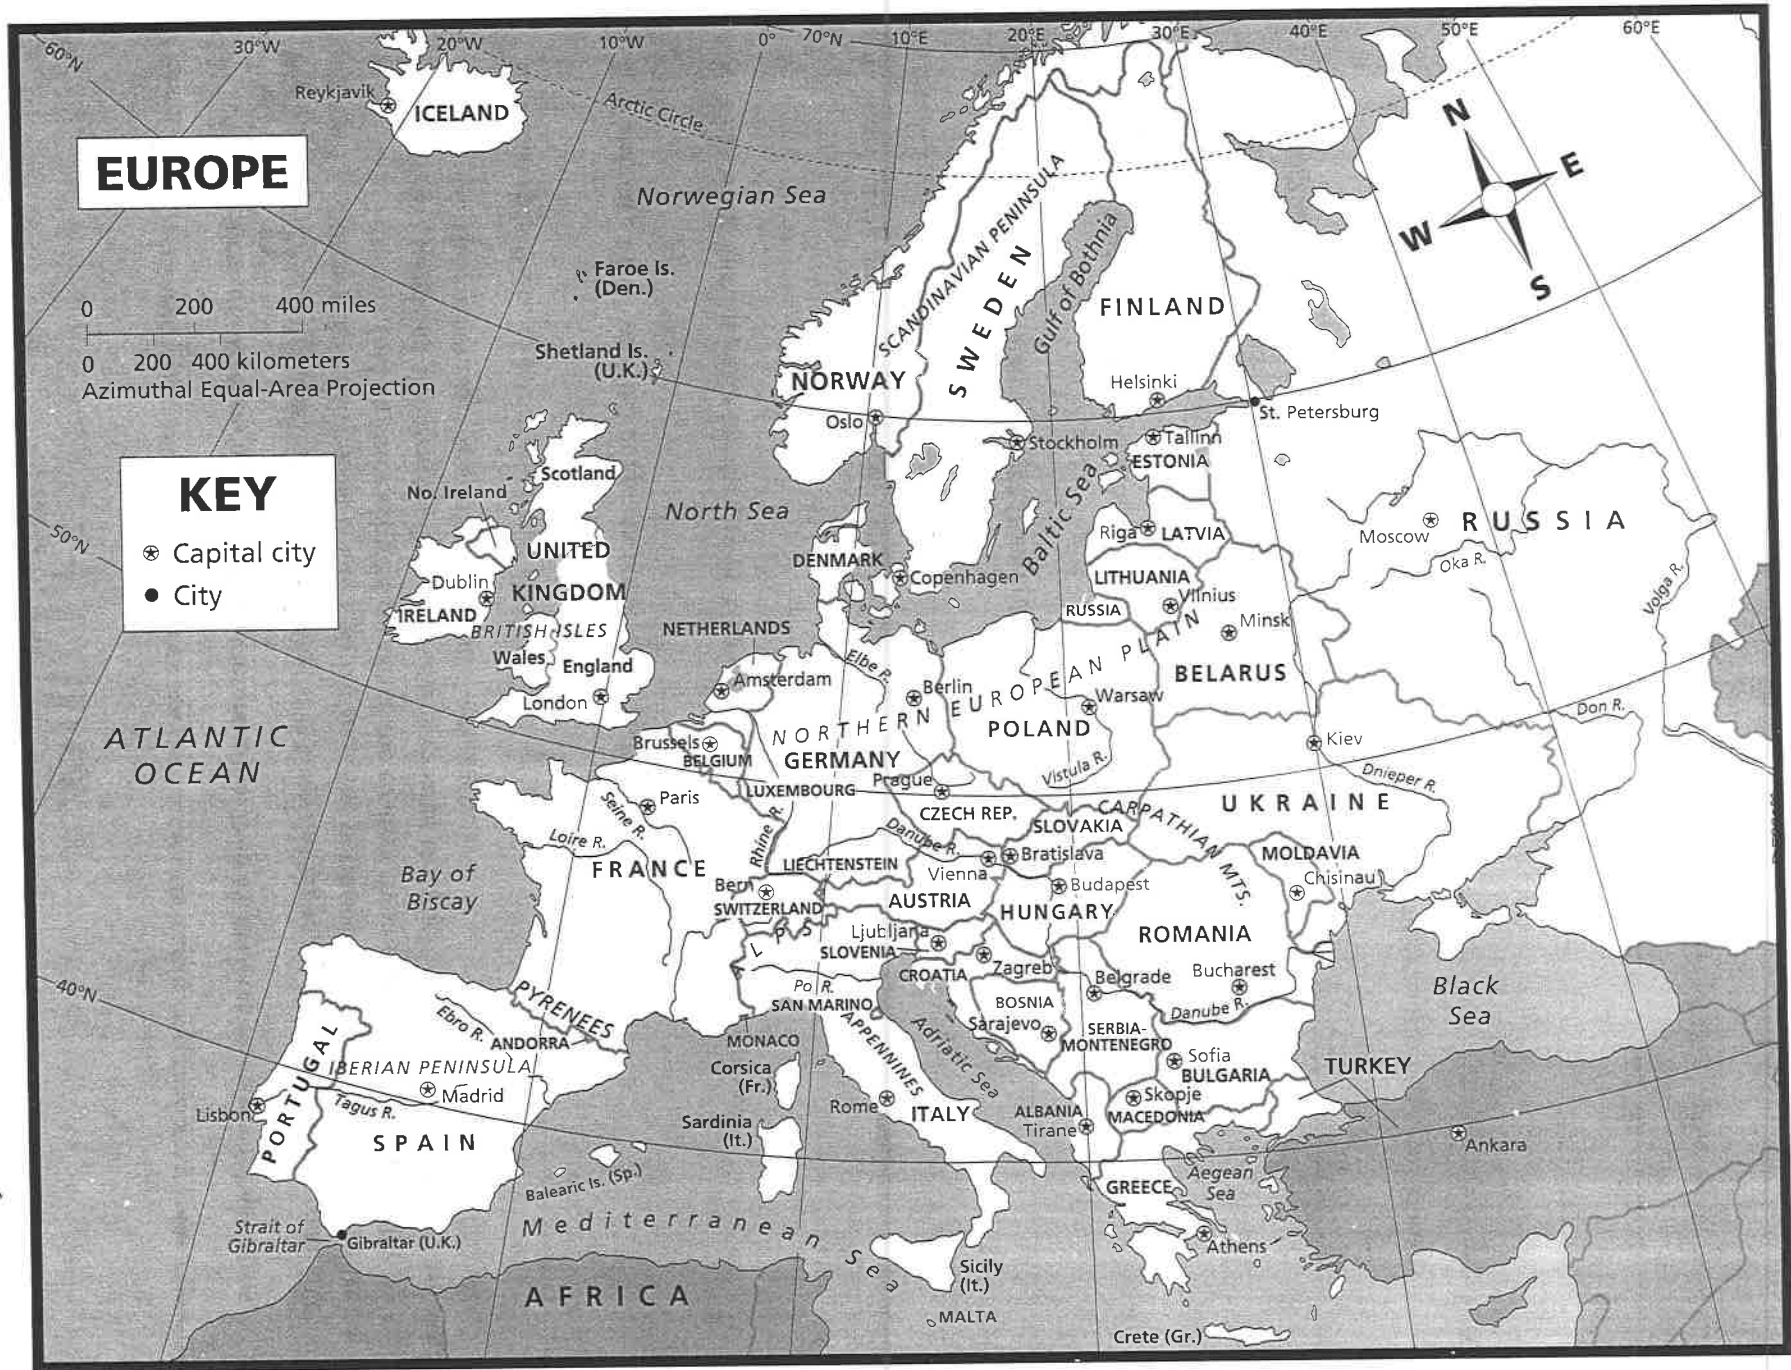 60°N
30°W
20°W
10°W
0°
70°N
10°E
20°E
30°E
40°E
50°E
60°E
Reykjavik
ICELAND
Arctic Circle
N
E
W
S
EUROPE
Norwegian Sea
Faroe Is.
(Den.)
0 200 400 miles
0 200 400 kilometers
Azimuthal Equal-Area Projection
Shetland Is.
(U.K.)
SCANDINAVIAN PENINSULA
SWEDEN
Gulf of Bothnia
FINLAND
NORWAY
Helsinki
Oslo
Stockholm
St. Petersburg
Tallinn
ESTONIA
KEY
Capital city
City
Scotland
No. Ireland
North Sea
Baltic Sea
Riga
LATVIA
Moscow
RUSSIA
Oka R.
Volga R.
50°N
UNITED
KINGDOM
Dublin
IRELAND
BRITISH ISLES
Wales
England
London
DENMARK
Copenhagen
LITHUANIA
Vilnius
RUSSIA
Minsk
BELARUS
NETHERLANDS
Amsterdam
Elbe R.
Berlin
NORTHERN EUROPEAN PLAIN
Warsaw
POLAND
Vistula R.
ATLANTIC
OCEAN
Brussels
BELGIUM
GERMANY
LUXEMBOURG
Prague
CZECH REP.
Kiev
Don R.
Dnieper R.
UKRAINE
Paris
Seine R.
Loire R.
Rhine R.
FRANCE
Danube R.
SLOVAKIA
CARPATHIAN MTS.
MOLDAVIA
Chisinau
Bay of
Biscay
LIECHTENSTEIN
Vienna
Bratislava
Bern
SWITZERLAND
AUSTRIA
Budapest
HUNGARY
ALPS
Ljubljana
SLOVENIA
Zagreb
CROATIA
ROMANIA
Belgrade
Bucharest
Danube R.
Black
Sea
40°N
PYRENEES
Ebro R.
ANDORRA
Po R.
SAN MARINO
MONACO
APPENNINES
Adriatic Sea
BOSNIA
Sarajevo
SERBIA-
MONTENEGRO
Sofia
BULGARIA
TURKEY
IBERIAN PENINSULA
PORTUGAL
Madrid
Lisbon
Tagus R.
SPAIN
Corsica
(Fr.)
Sardinia
(It.)
Rome
ITALY
ALBANIA
Tirane
Skopje
MACEDONIA
Ankara
Balearic Is. (Sp.)
GREECE
Aegean
Sea
Athens
Strait of
Gibraltar
Gibraltar (U.K.)
Mediterranean Sea
Sicily
(It.)
MALTA
AFRICA
Crete (Gr.)